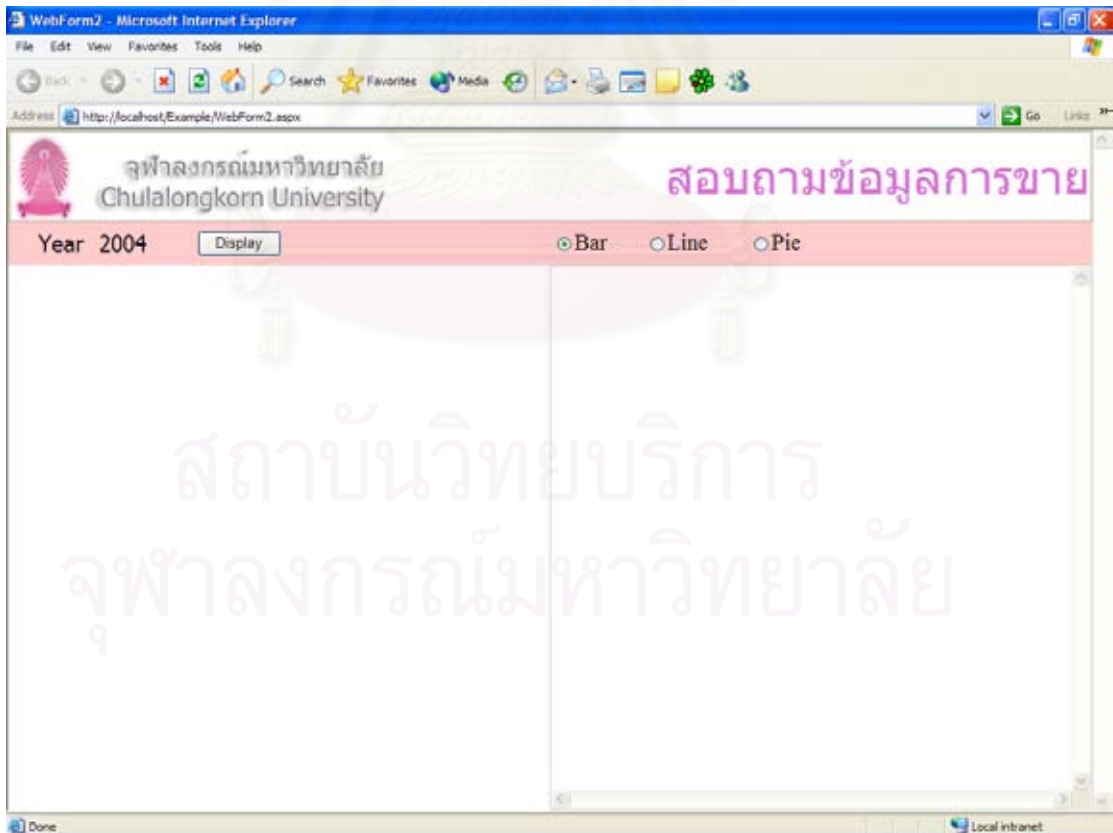 WebForm2 - Microsoft Internet Explorer
File Edit View Favorites Tools Help
Back Search Favorites Media
Address http://localhost/Example/WebForm2.aspx Go Links
จุฬาลงกรณ์มหาวิทยาลัย
Chulalongkorn University
สอบถามข้อมูลการขาย
Year 2004 Display Bar Line Pie
สถาบันวิทยบริการ
จุฬาลงกรณ์มหาวิทยาลัย
Done Local intranet